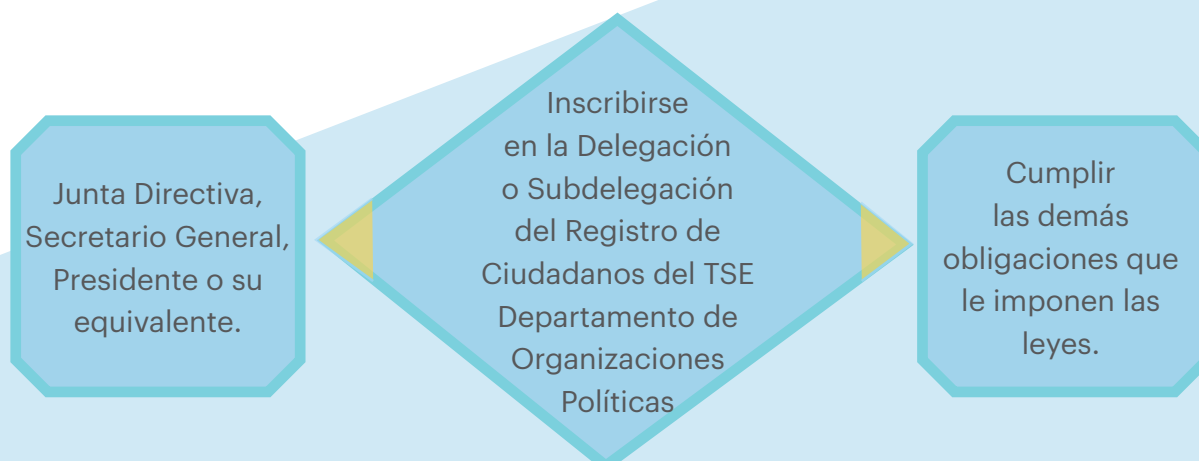 Junta Directiva,
Secretario General,
Presidente o su
equivalente.
Inscribirse
en la Delegación
o Subdelegación
del Registro de
Ciudadanos del TSE
Departamento de
Organizaciones
Políticas
Cumplir
las demás
obligaciones que
le imponen las
leyes.